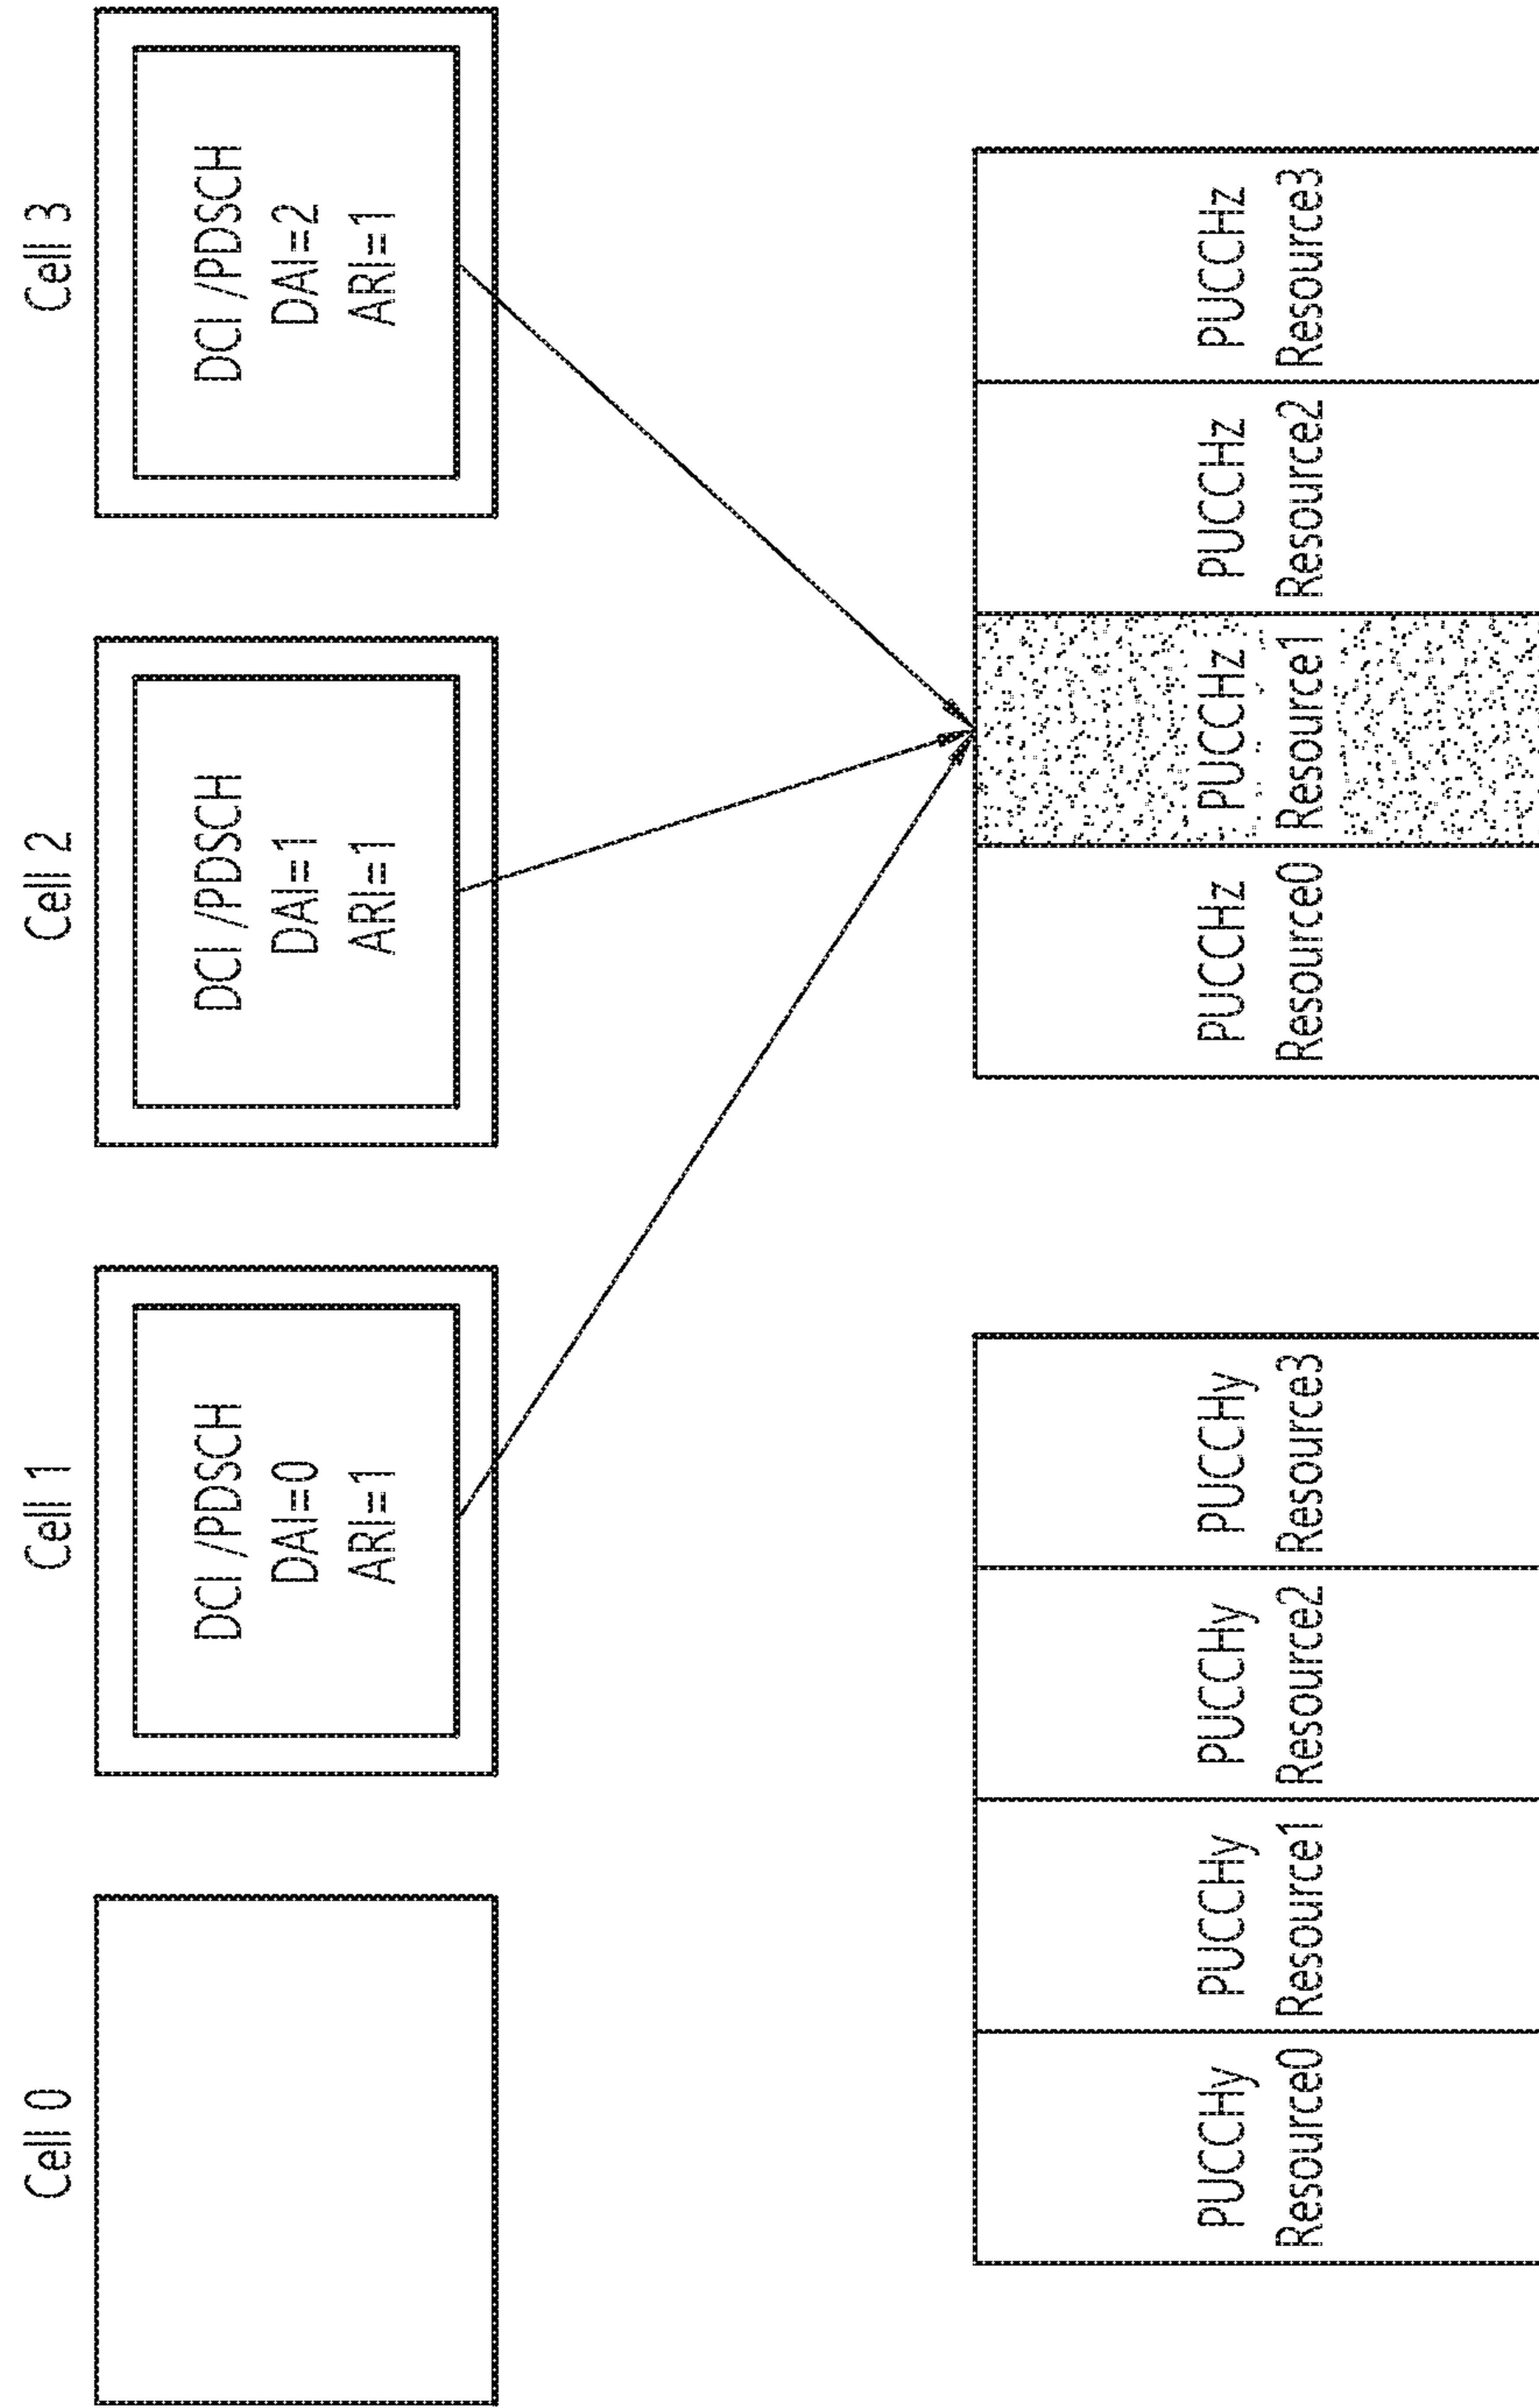 Cell 0
Cell 1
DCI /PDSCH
DAI=0
ARI=1
Cell 2
DCI /PDSCH
DAI=1
ARI=1
Cell 3
DCI /PDSCH
DAI=2
ARI=1
PUCCHy
Resource0
PUCCHy
Resource1
PUCCHy
Resource2
PUCCHy
Resource3
PUCCHz
Resource0
PUCCHz
Resource1
PUCCHz
Resource2
PUCCHz
Resource3